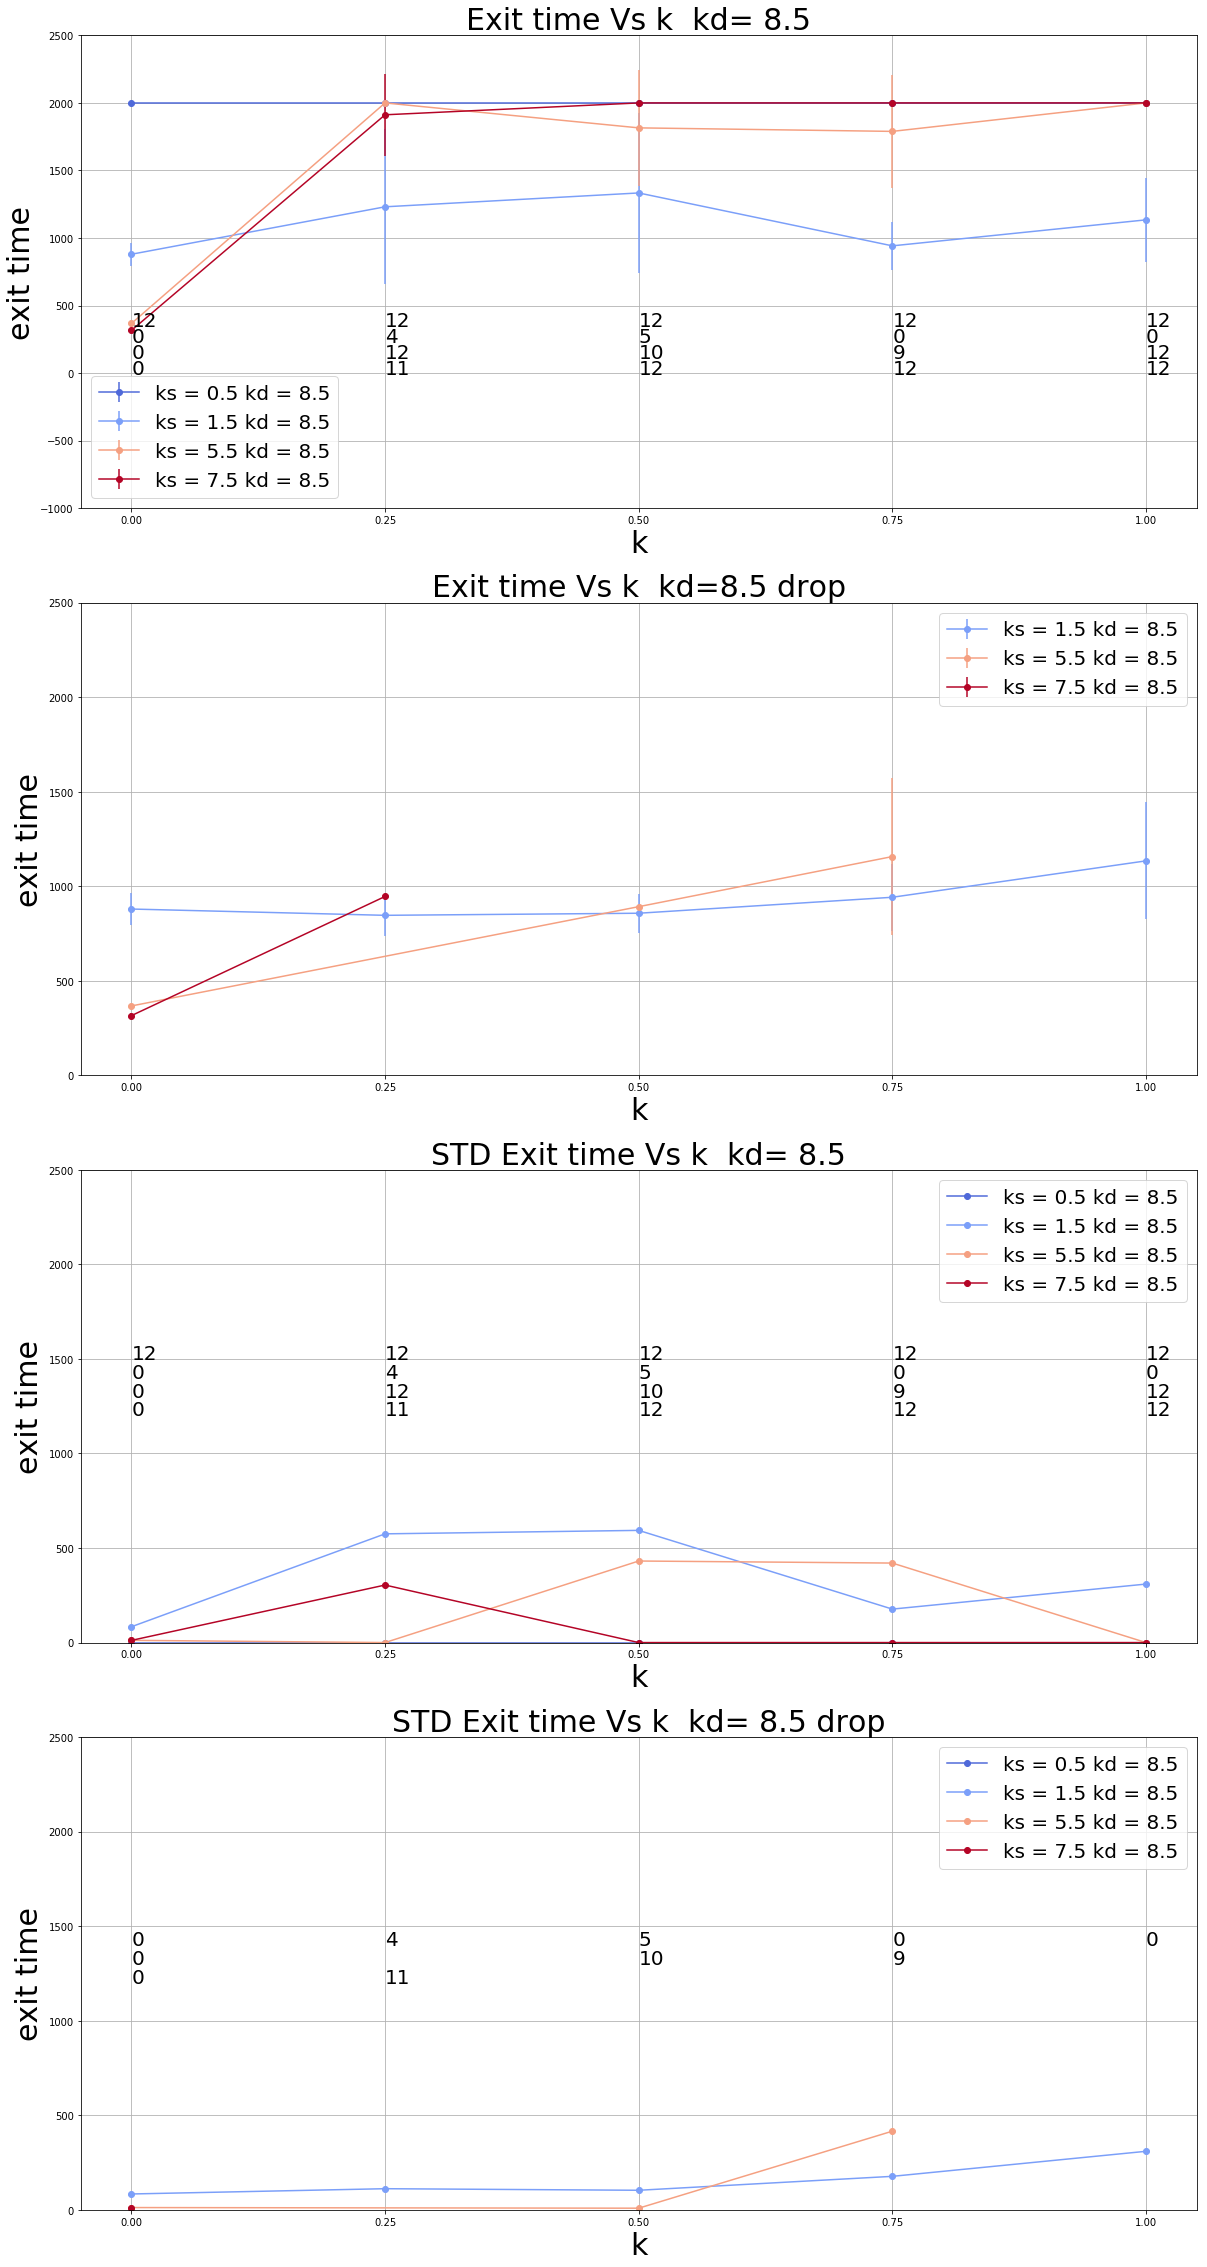 Exit time Vs k  kd= 8.5
exit time
2500
2000
1500
1000
500
0
−500
−1000
12 12 12 12 12
0 4 5 0 0
0 12 10 9 12
0 11 12 12 12
ks = 0.5 kd = 8.5
ks = 1.5 kd = 8.5
ks = 5.5 kd = 8.5
ks = 7.5 kd = 8.5
0.00 0.25 0.50 0.75 1.00
k
Exit time Vs k  kd=8.5 drop
exit time
2500
2000
1500
1000
500
0
ks = 1.5 kd = 8.5
ks = 5.5 kd = 8.5
ks = 7.5 kd = 8.5
0.00 0.25 0.50 0.75 1.00
k
STD Exit time Vs k  kd= 8.5
exit time
2500
2000
1500
1000
500
0
ks = 0.5 kd = 8.5
ks = 1.5 kd = 8.5
ks = 5.5 kd = 8.5
ks = 7.5 kd = 8.5
12 12 12 12 12
0 4 5 0 0
0 12 10 9 12
0 11 12 12 12
0.00 0.25 0.50 0.75 1.00
k
STD Exit time Vs k  kd= 8.5 drop
exit time
2500
2000
1500
1000
500
0
ks = 0.5 kd = 8.5
ks = 1.5 kd = 8.5
ks = 5.5 kd = 8.5
ks = 7.5 kd = 8.5
0 4 5 0 0
0 10 9
0 11
0.00 0.25 0.50 0.75 1.00
k